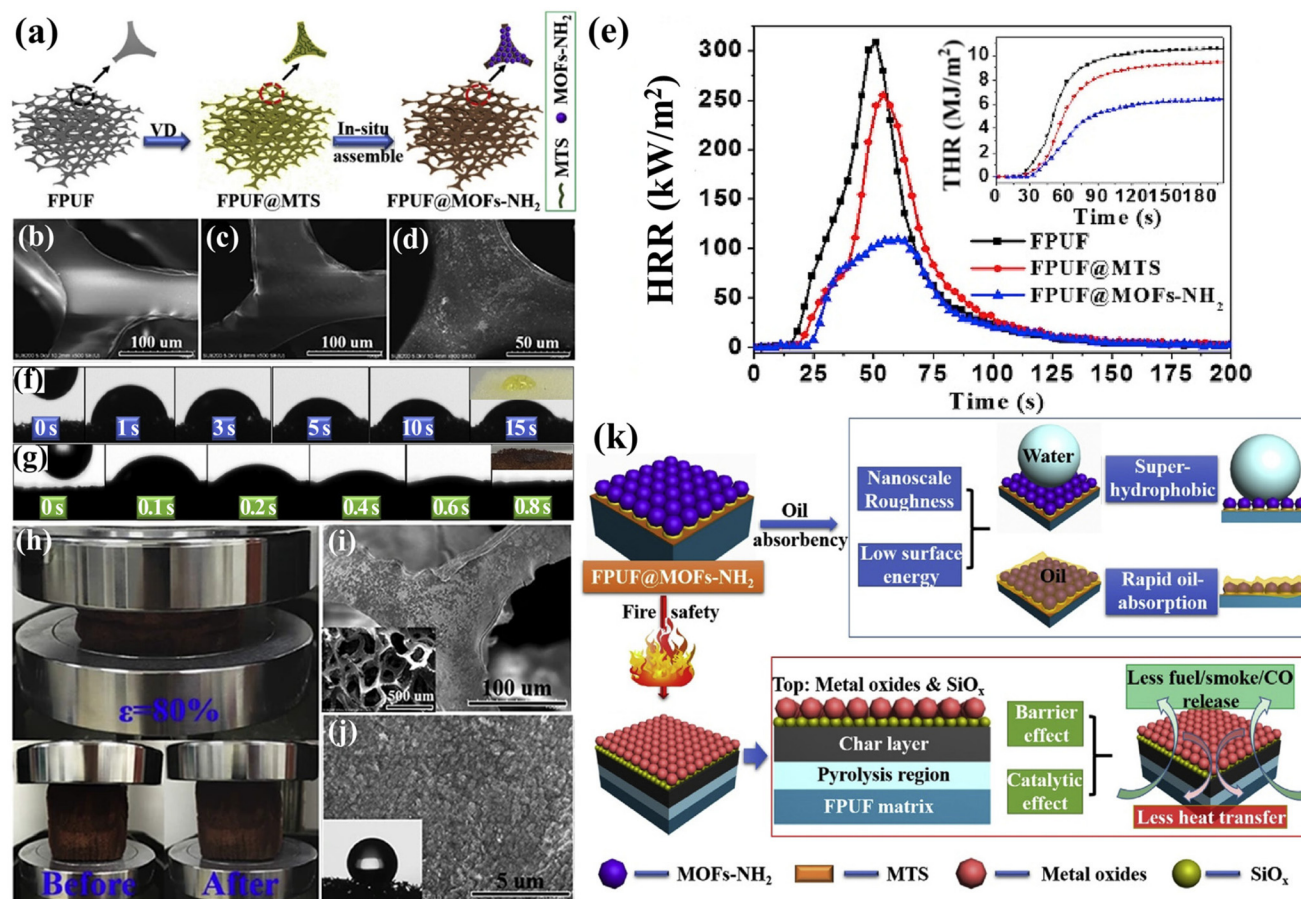 (a)
VD
In-situ
assemble
FPUF
FPUF@MTS
FPUF@MOFs-NH₂
MTS
MOFs-NH₂
(b)
100 um
(c)
100 um
(d)
50 um
(e)
HRR (kW/m²)
300
250
200
150
100
50
0
0 25 50 75 100 125 150 175 200
Time (s)
THR (MJ/m²)
10
8
6
4
2
0
0 30 60 90 120 150 180
Time (s)
FPUF
FPUF@MTS
FPUF@MOFs-NH₂
(f)
0 s
1 s
3 s
5 s
10 s
15 s
(g)
0 s
0.1 s
0.2 s
0.4 s
0.6 s
0.8 s
(h)
ε=80%
Before
After
(i)
500 um
100 um
(j)
5 um
(k)
FPUF@MOFs-NH₂
Oil
absorbency
Nanoscale
Roughness
Low surface
energy
Water
Super-
hydrophobic
Oil
Rapid oil-
absorption
Fire safety
Top: Metal oxides & SiOₓ
Char layer
Pyrolysis region
FPUF matrix
Barrier
effect
Catalytic
effect
Less fuel/smoke/CO
release
Less heat transfer
MOFs-NH₂
MTS
Metal oxides
SiOₓ